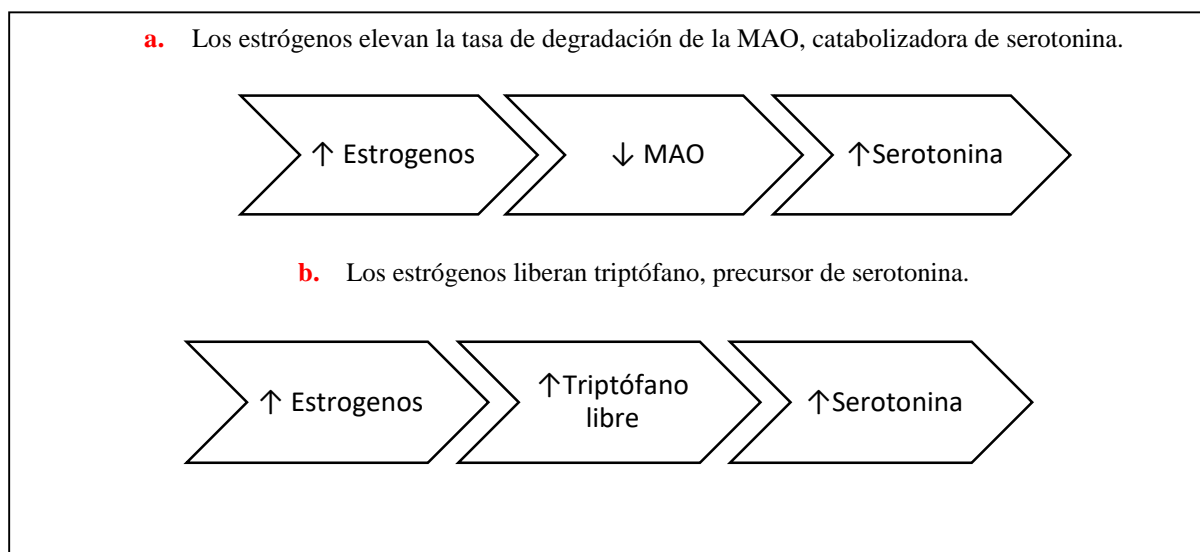 a. Los estrógenos elevan la tasa de degradación de la MAO, catabolizadora de serotonina.
↑ Estrogenos
↓ MAO
↑Serotonina
b. Los estrógenos liberan triptófano, precursor de serotonina.
↑ Estrogenos
↑Triptófano
libre
↑Serotonina